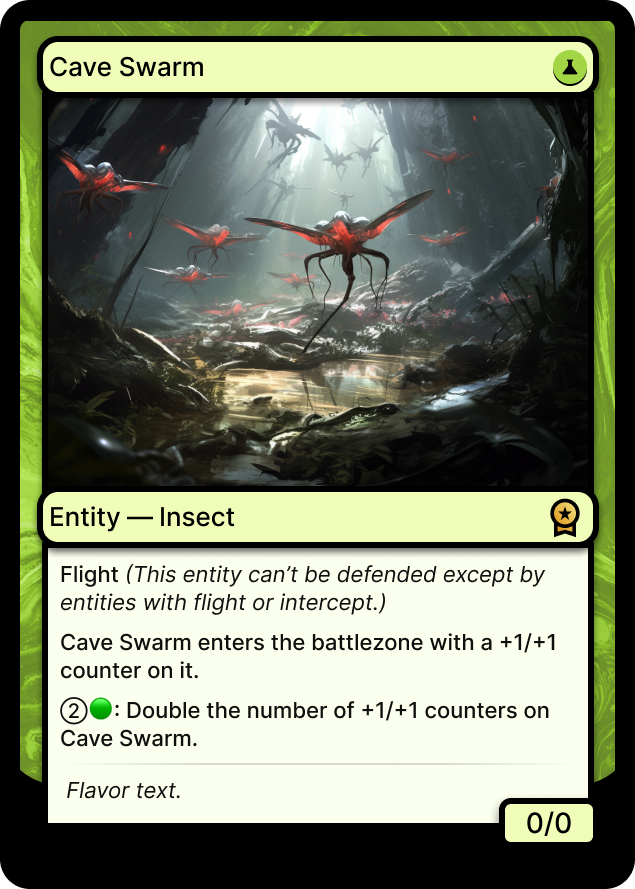 Cave Swarm
Entity — Insect
Flight (This entity can’t be defended except by
entities with flight or intercept.)
Cave Swarm enters the battlezone with a +1/+1
counter on it.
②🟢: Double the number of +1/+1 counters on
Cave Swarm.
Flavor text.
0/0